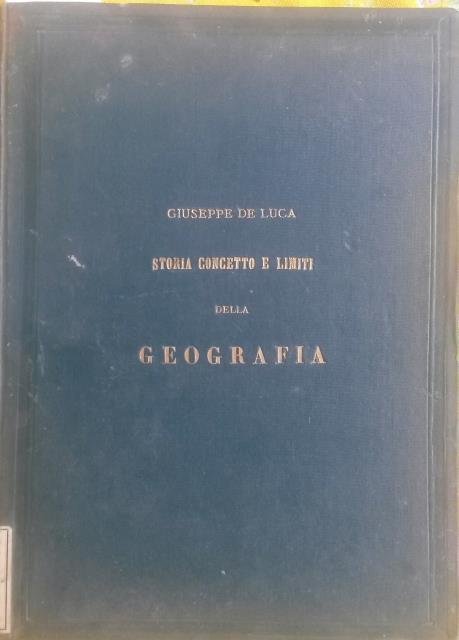 GIUSEPPE DE LUCA
STORIA CONCETTO E LIMITI
DELLA
GEOGRAFIA